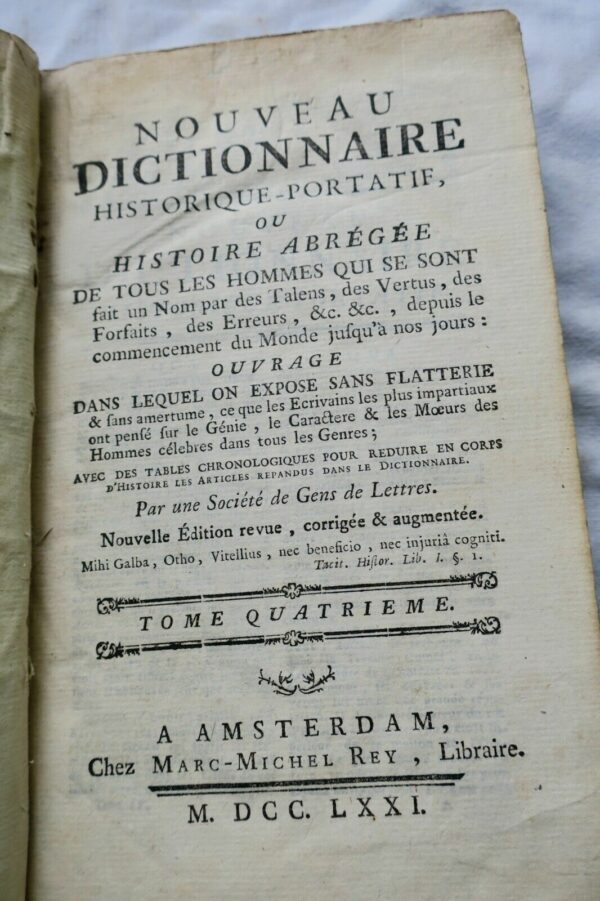 NOUVEAU
DICTIONNAIRE
HISTORIQUE-PORTATIF,
OU
HISTOIRE ABRÉGÉE
DE TOUS LES HOMMES QUI SE SONT
fait un Nom par des Talens, des Vertus, des
Forfaits, des Erreurs, &c. &c., depuis le
commencement du Monde juſqu'à nos jours :
OUVRAGE
DANS LEQUEL ON EXPOSE SANS FLATTERIE
& ſans amertume, ce que les Ecrivains les plus impartiaux
ont penſé ſur le Génie, le Caractere & les Mœurs des
Hommes célebres dans tous les Genres ;
AVEC DES TABLES CHRONOLOGIQUES POUR REDUIRE EN CORPS
D'HISTOIRE LES ARTICLES REPANDUS DANS LE DICTIONNAIRE.
Par une Société de Gens de Lettres.
Nouvelle Édition revue, corrigée & augmentée.
Mihi Galba, Otho, Vitellius, nec beneficio, nec injuriâ cogniti.
Tacit. Hiſtor. Lib. I. §. 1.
TOME QUATRIEME.
A AMSTERDAM,
Chez MARC-MICHEL REY, Libraire.
M. DCC. LXXI.